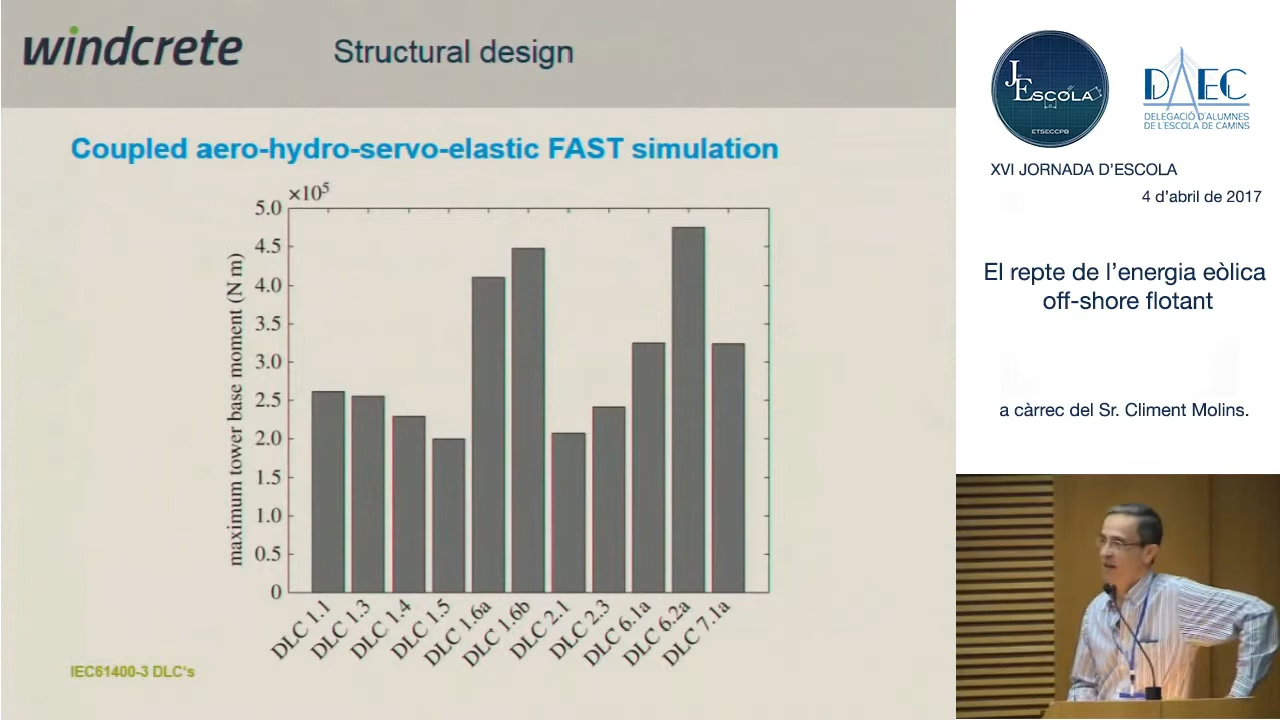 windcrete
Structural design
Coupled aero-hydro-servo-elastic FAST simulation
×10⁵
5.0
4.5
4.0
3.5
3.0
2.5
2.0
1.5
1.0
0.5
0
maximum tower base moment (N m)
DLC 1.1
DLC 1.3
DLC 1.4
DLC 1.5
DLC 1.6a
DLC 1.6b
DLC 2.1
DLC 2.3
DLC 6.1a
DLC 6.2a
DLC 7.1a
IEC61400-3 DLC's
JESCOLA
ETSECCPB
DAEC
DELEGACIÓ D'ALUMNES
DE L'ESCOLA DE CAMINS
XVI JORNADA D'ESCOLA
4 d'abril de 2017
El repte de l'energia eòlica
off-shore flotant
a càrrec del Sr. Climent Molins.